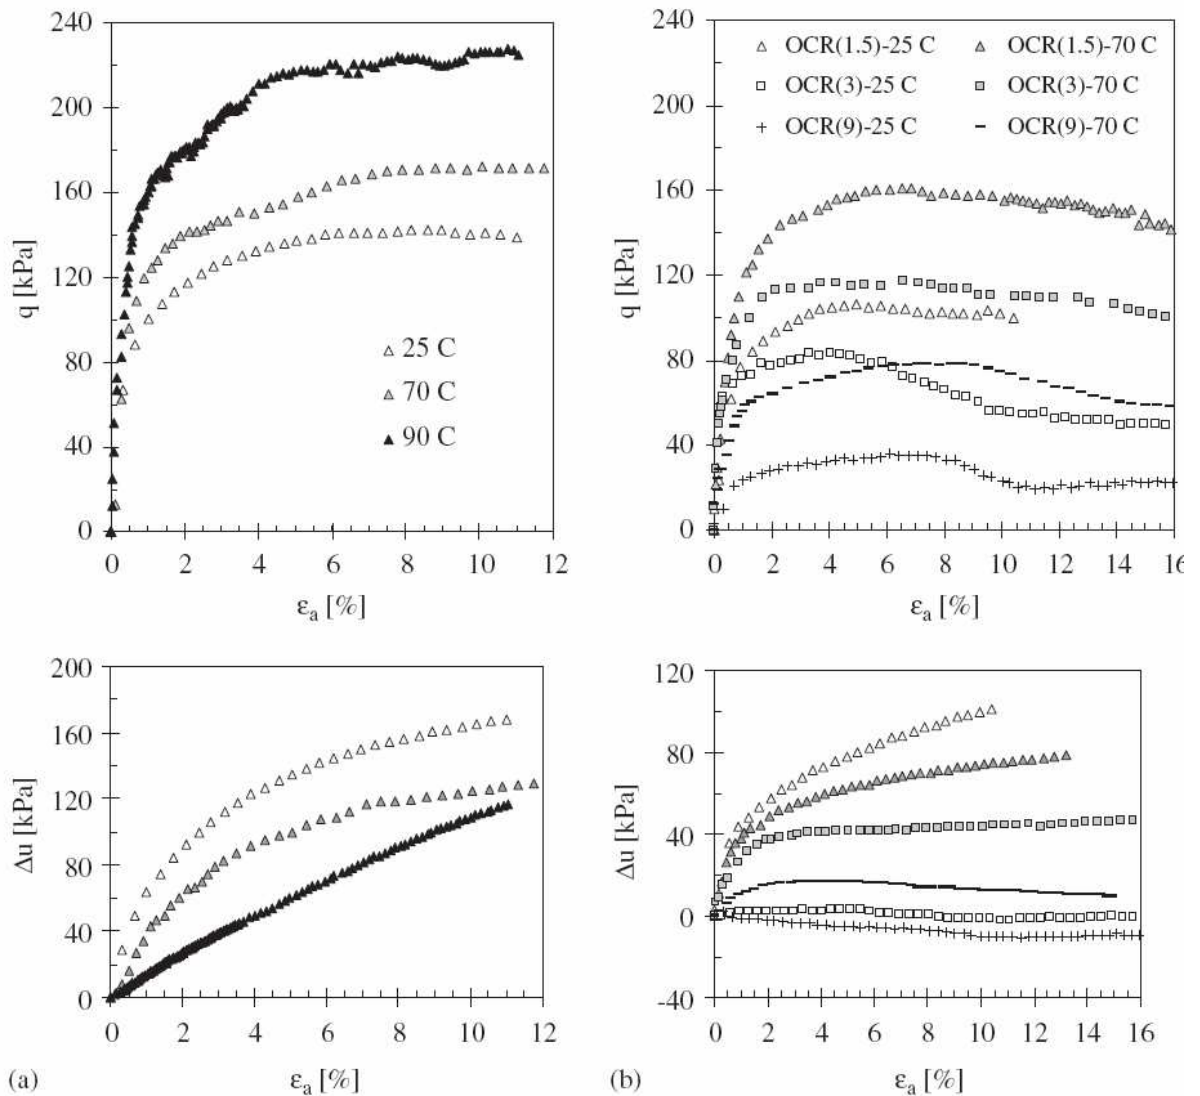 240
200
160
120
80
40
0
q [kPa]
25 C
70 C
90 C
0 2 4 6 8 10 12
εa [%]
240
200
160
120
80
40
0
q [kPa]
OCR(1.5)-25 C OCR(1.5)-70 C
OCR(3)-25 C OCR(3)-70 C
OCR(9)-25 C OCR(9)-70 C
0 2 4 6 8 10 12 14 16
εa [%]
200
160
120
80
40
0
Δu [kPa]
0 2 4 6 8 10 12
(a) εa [%]
120
80
40
0
-40
Δu [kPa]
0 2 4 6 8 10 12 14 16
(b) εa [%]